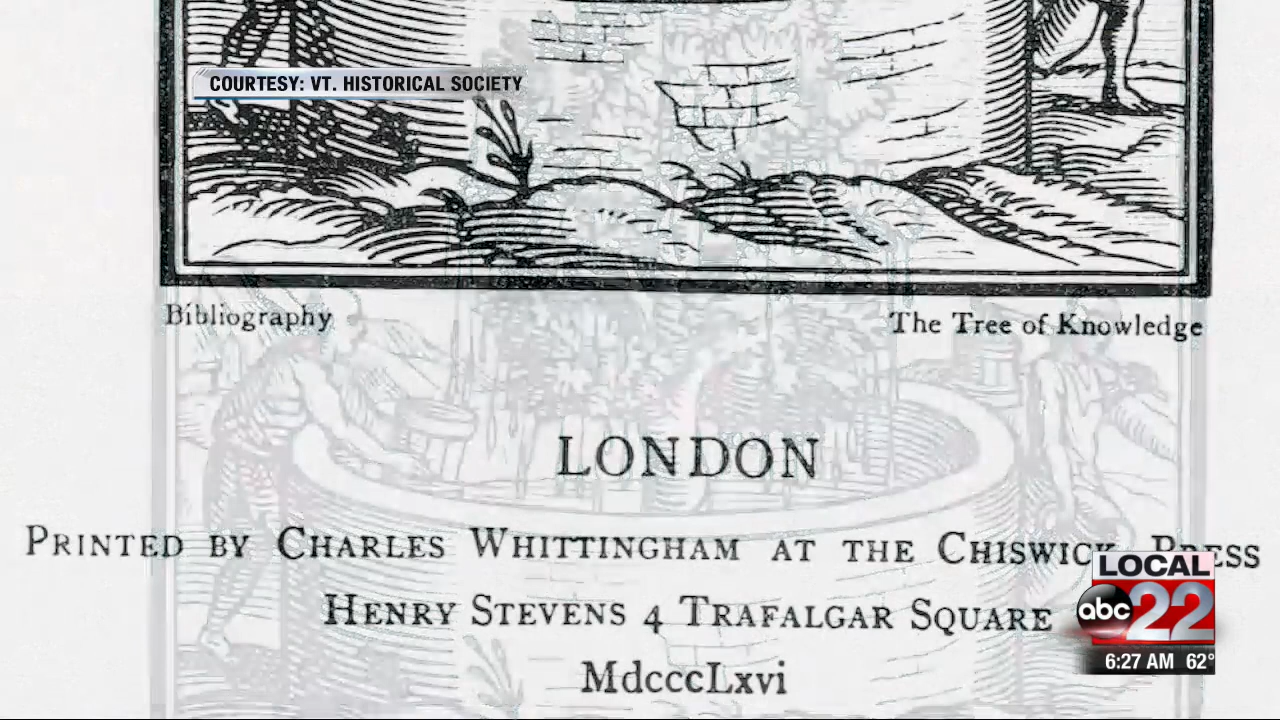 COURTESY: VT. HISTORICAL SOCIETY
Bibliography
The Tree of Knowledge
LONDON
PRINTED BY CHARLES WHITTINGHAM AT THE CHISWICK PRESS
HENRY STEVENS 4 TRAFALGAR SQUARE
MdcccLxvi
LOCAL
abc 22
6:27 AM 62°